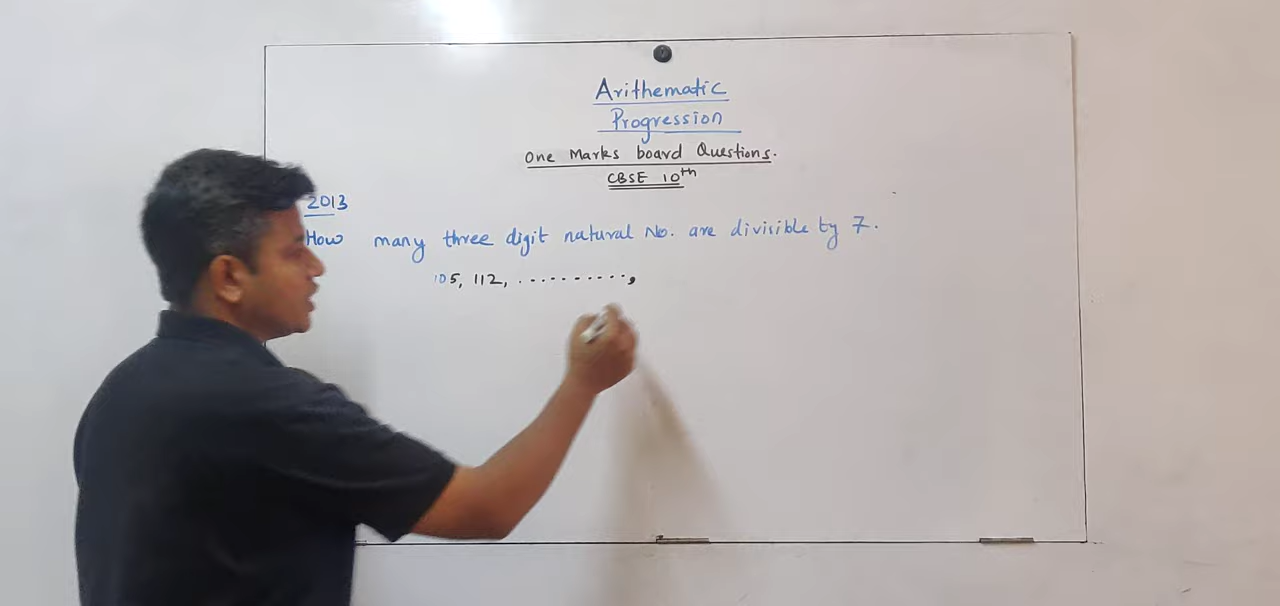 Arithematic
Progression
One Marks board Questions.
CBSE 10th
2013
How many three digit natural No. are divisible by 7.
105, 112, ..........,